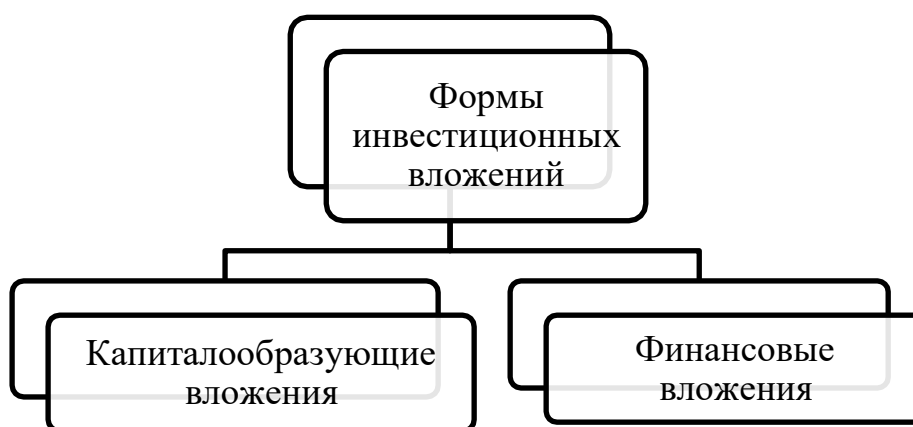 Формы
инвестиционных
вложений
Капиталообразующие
вложения
Финансовые
вложения